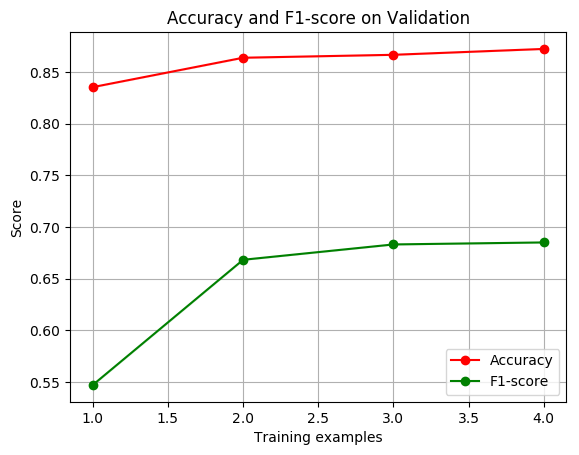 Accuracy and F1-score on Validation
Score
0.85
0.80
0.75
0.70
0.65
0.60
0.55
1.0 1.5 2.0 2.5 3.0 3.5 4.0
Training examples
Accuracy
F1-score